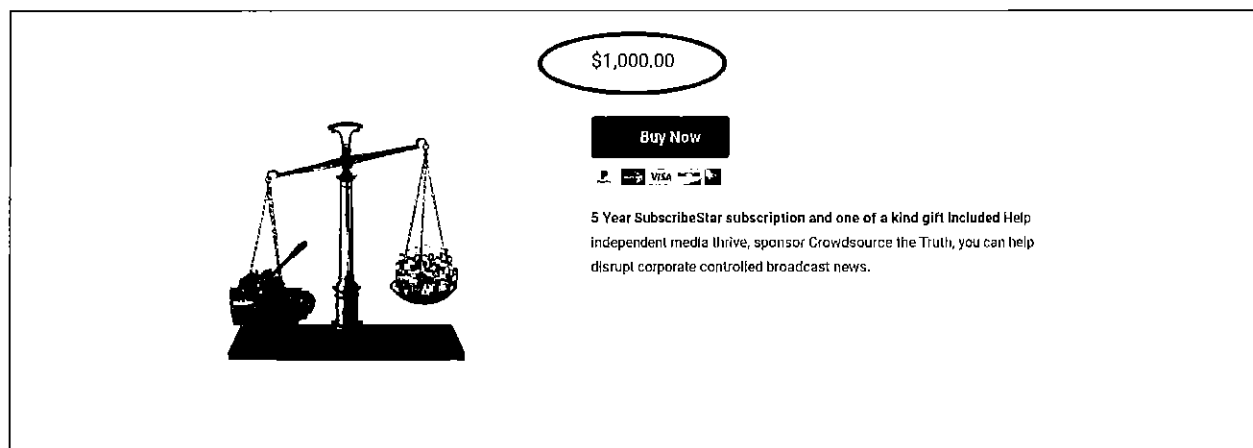 $1,000.00
Buy Now
VISA
5 Year SubscribeStar subscription and one of a kind gift Included Help
independent media thrive, sponsor Crowdsource the Truth, you can help
disrupt corporate controlled broadcast news.